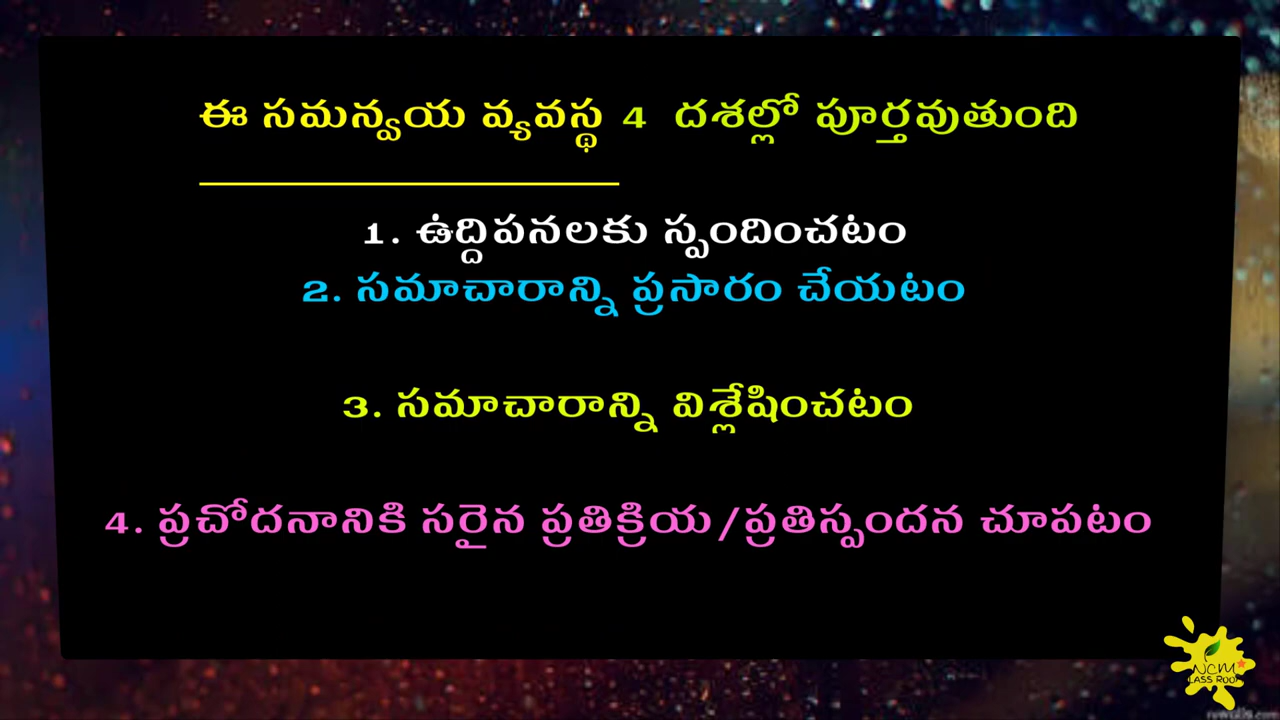 ఈ సమన్వయ వ్యవస్థ 4 దశల్లో పూర్తవుతుంది
1. ఉద్దిపనలకు స్పందించటం
2. సమాచారాన్ని ప్రసారం చేయటం
3. సమాచారాన్ని విశ్లేషించటం
4. ప్రచోదనానికి సరైన ప్రతిక్రియ/ప్రతిస్పందన చూపటం
NCM